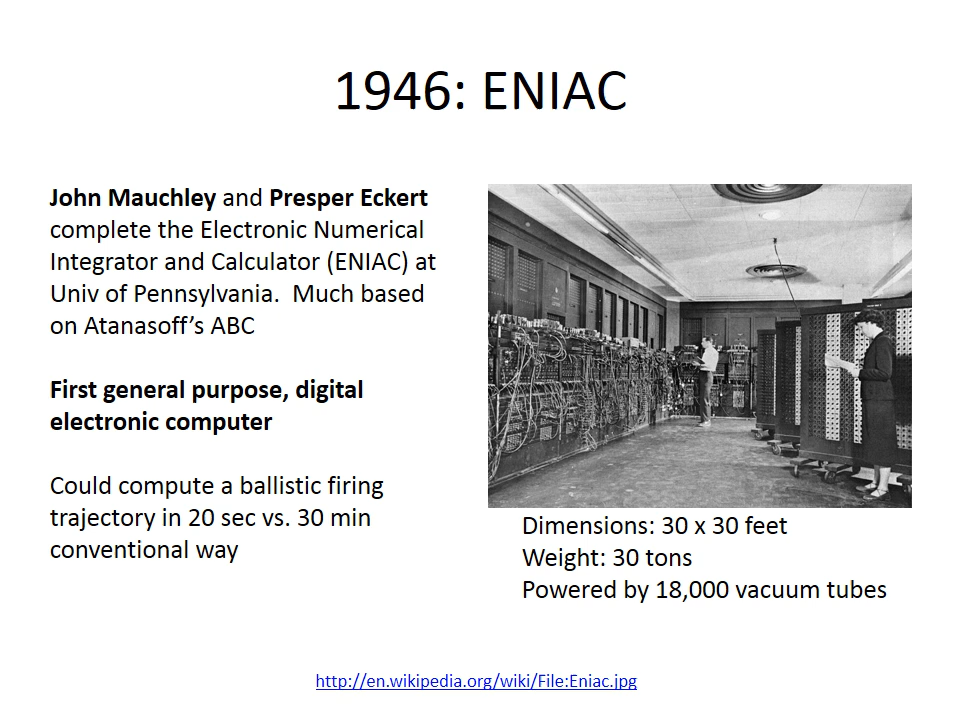 1946: ENIAC
John Mauchley and Presper Eckert
complete the Electronic Numerical
Integrator and Calculator (ENIAC) at
Univ of Pennsylvania.  Much based
on Atanasoff’s ABC
First general purpose, digital
electronic computer
Could compute a ballistic firing
trajectory in 20 sec vs. 30 min
conventional way
Dimensions: 30 x 30 feet
Weight: 30 tons
Powered by 18,000 vacuum tubes
http://en.wikipedia.org/wiki/File:Eniac.jpg